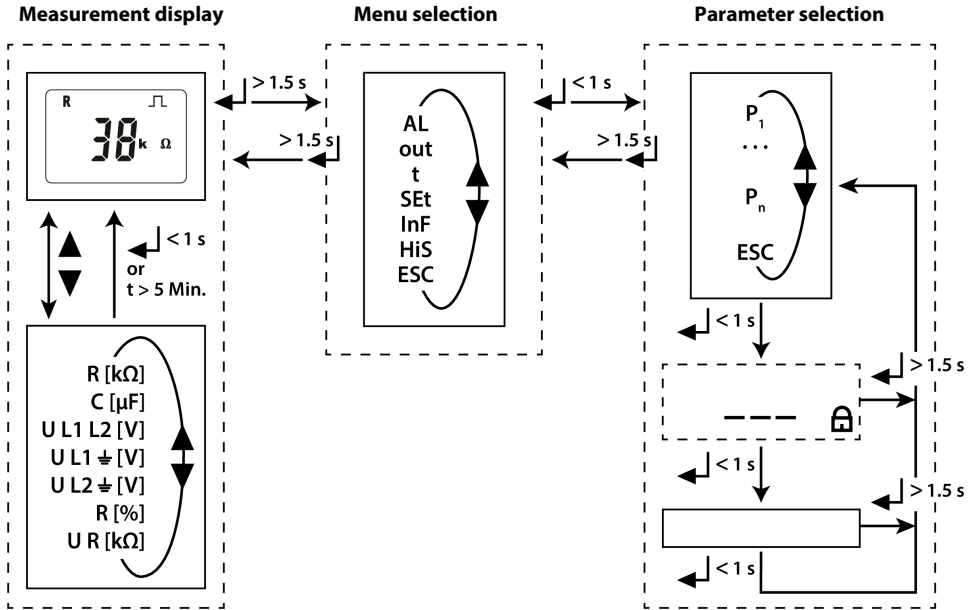 Measurement display
R
38 k Ω
< 1 s
or
t > 5 Min.
R [kΩ]
C [µF]
U L1 L2 [V]
U L1 ⏚ [V]
U L2 ⏚ [V]
R [%]
U R [kΩ]
> 1.5 s
> 1.5 s
Menu selection
AL
out
t
SEt
InF
HiS
ESC
< 1 s
> 1.5 s
Parameter selection
P₁
...
Pₙ
ESC
< 1 s
> 1.5 s
– – –
< 1 s
> 1.5 s
< 1 s